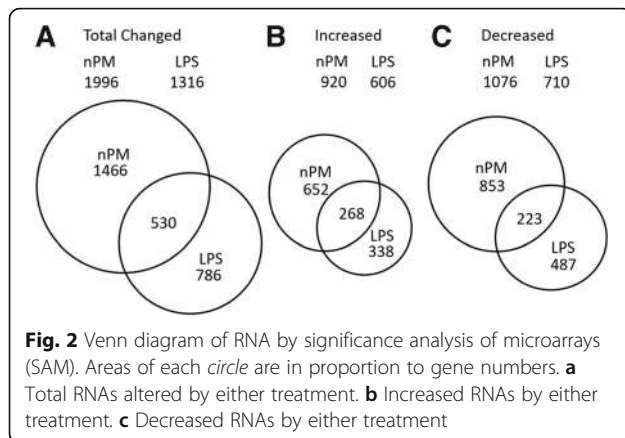 A Total Changed
nPM LPS
1996 1316
nPM
1466
530
LPS
786
B Increased
nPM LPS
920 606
nPM
652
268
LPS
338
C Decreased
nPM LPS
1076 710
nPM
853
223
LPS
487
Fig. 2 Venn diagram of RNA by significance analysis of microarrays
(SAM). Areas of each circle are in proportion to gene numbers. a
Total RNAs altered by either treatment. b Increased RNAs by either
treatment. c Decreased RNAs by either treatment